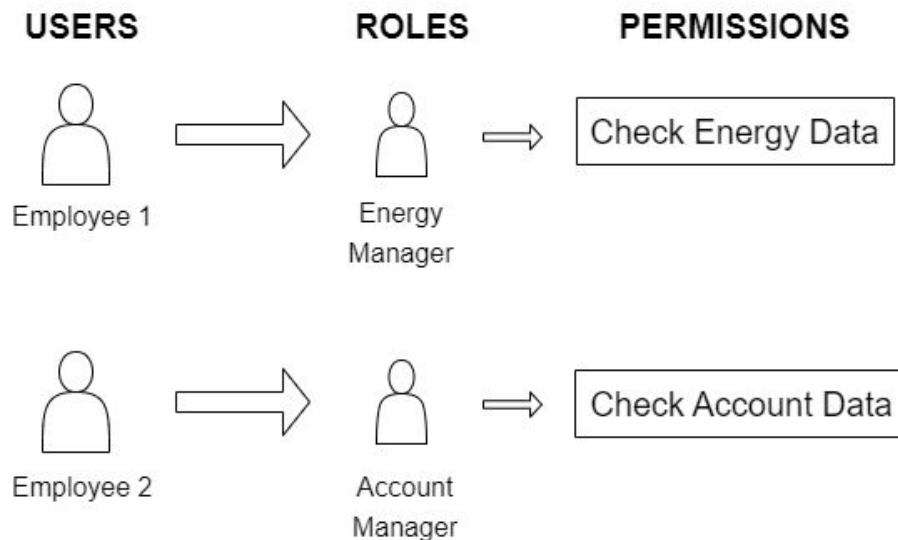 USERS
ROLES
PERMISSIONS
Check Energy Data
Employee 1
Energy
Manager
Check Account Data
Employee 2
Account
Manager